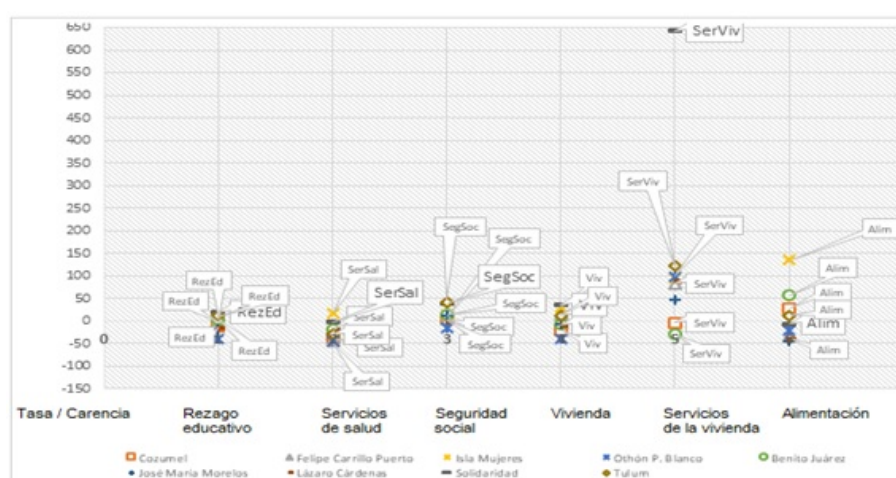 650
600
550
500
450
400
350
300
250
200
150
100
50
0
-50
-100
-150
0
3
5
RezEd
RezEd
RezEd
RezEd
RezEd
RezEd
SerSal
SerSal
SerSal
SerSal
SerSal
SerSal
SegSoc
SegSoc
SegSoc
SegSoc
SegSoc
SegSoc
Viv
Viv
Viv
Viv
Viv
SerViv
SerViv
SerViv
SerViv
SerViv
SerViv
Alim
Alim
Alim
Alim
Alim
Alim
Tasa / Carencia
Rezago
educativo
Servicios
de salud
Seguridad
social
Vivienda
Servicios
de la vivienda
Alimentación
Cozumel
Felipe Carrillo Puerto
Isla Mujeres
Othón P. Blanco
Benito Juárez
José María Morelos
Lázaro Cárdenas
Solidaridad
Tulum